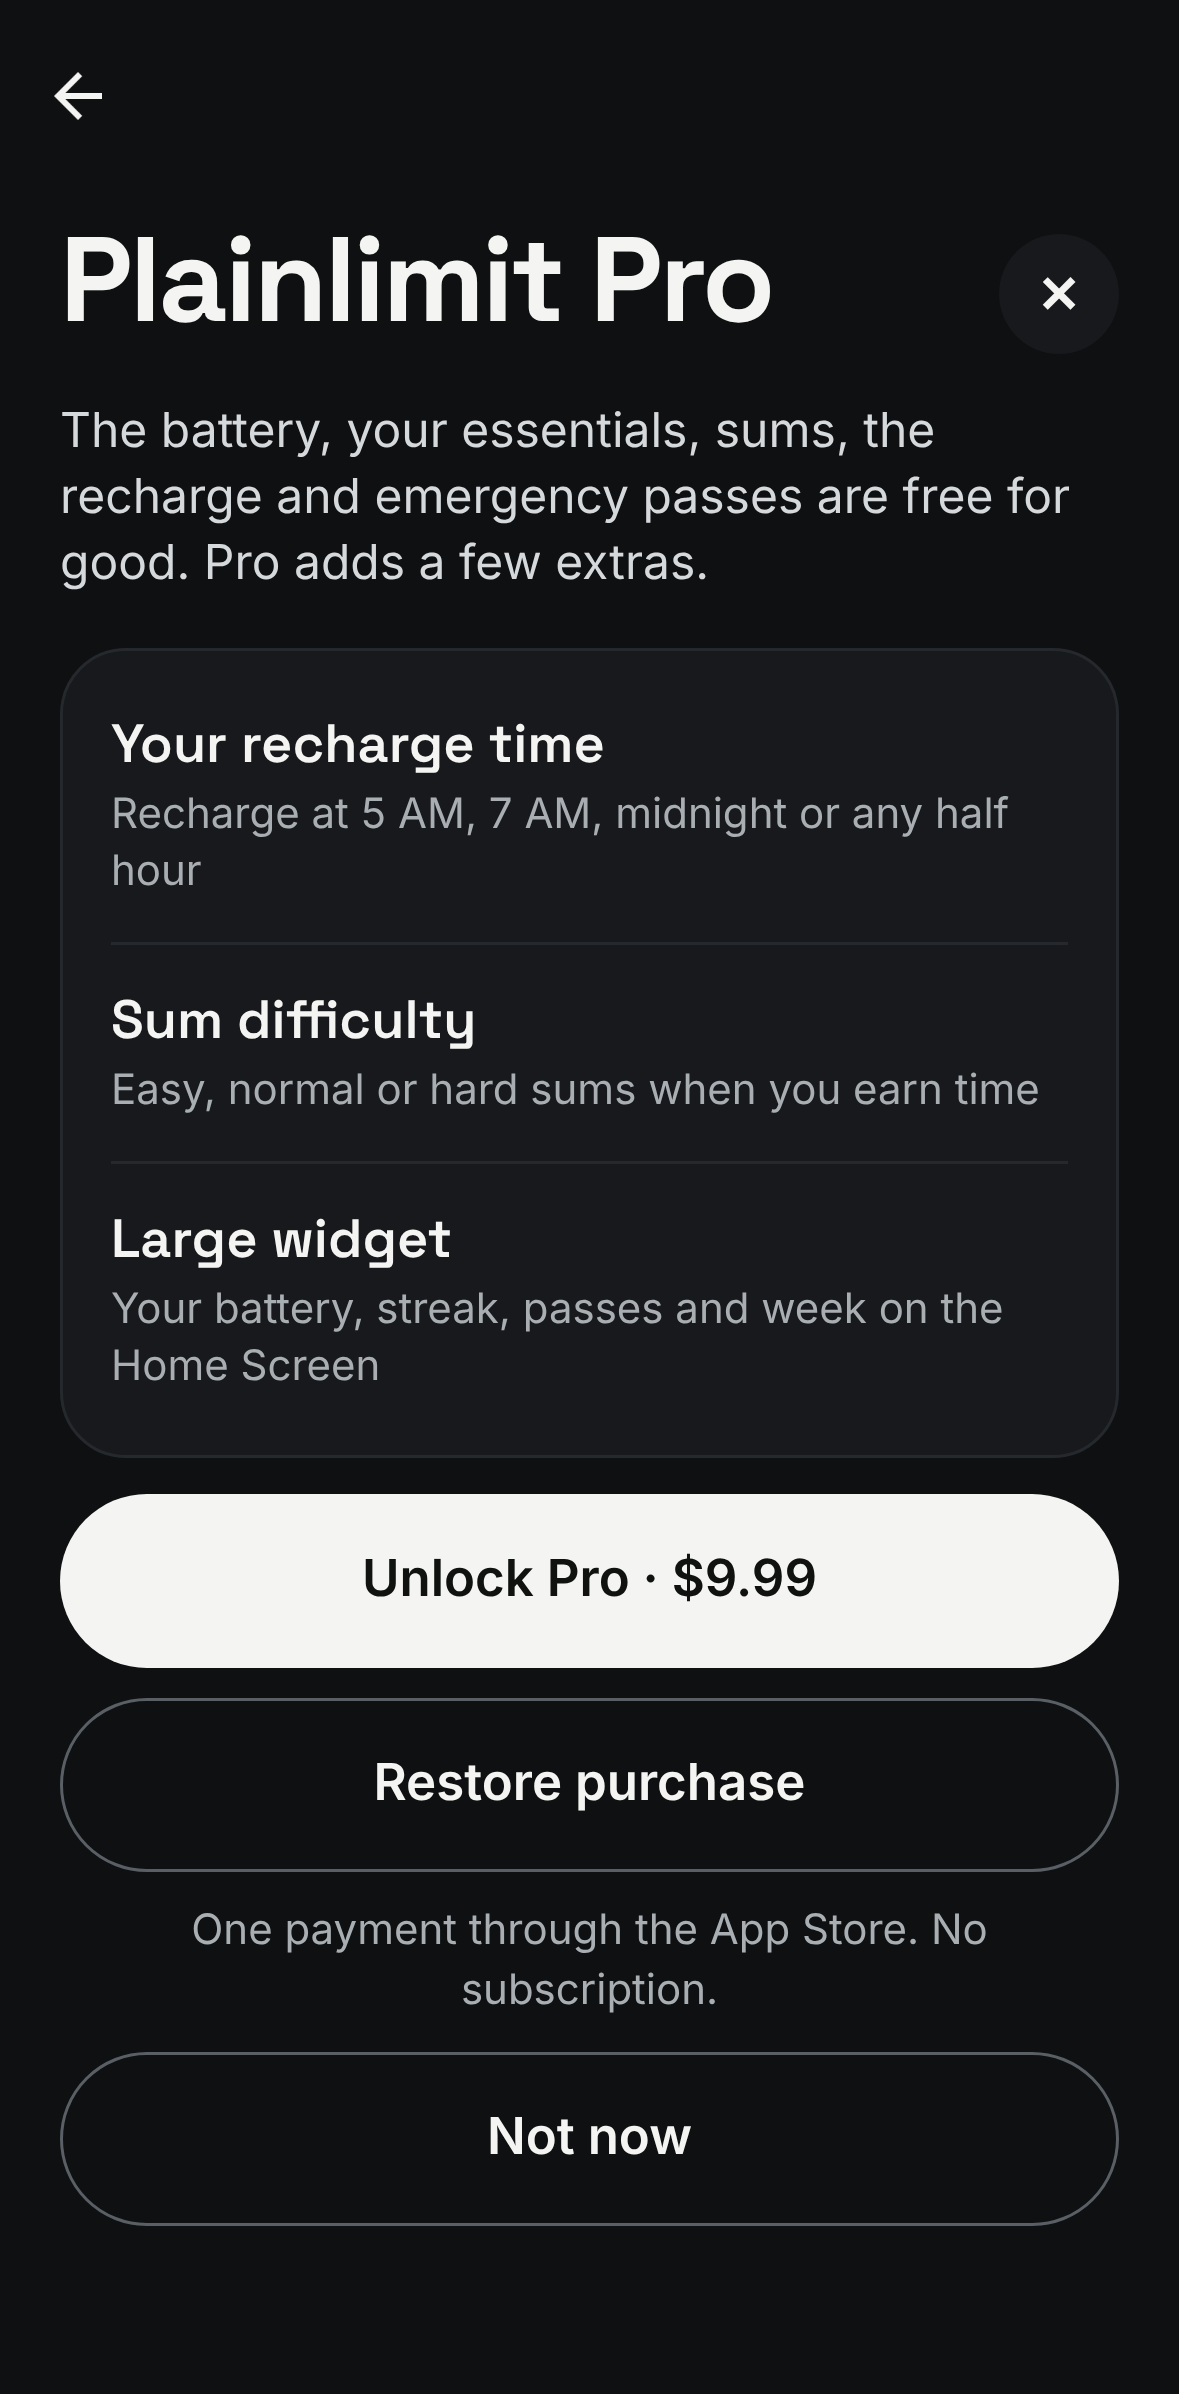 Plainlimit Pro
The battery, your essentials, sums, the
recharge and emergency passes are free for
good. Pro adds a few extras.
Your recharge time
Recharge at 5 AM, 7 AM, midnight or any half
hour
Sum difficulty
Easy, normal or hard sums when you earn time
Large widget
Your battery, streak, passes and week on the
Home Screen
Unlock Pro · $9.99
Restore purchase
One payment through the App Store. No
subscription.
Not now